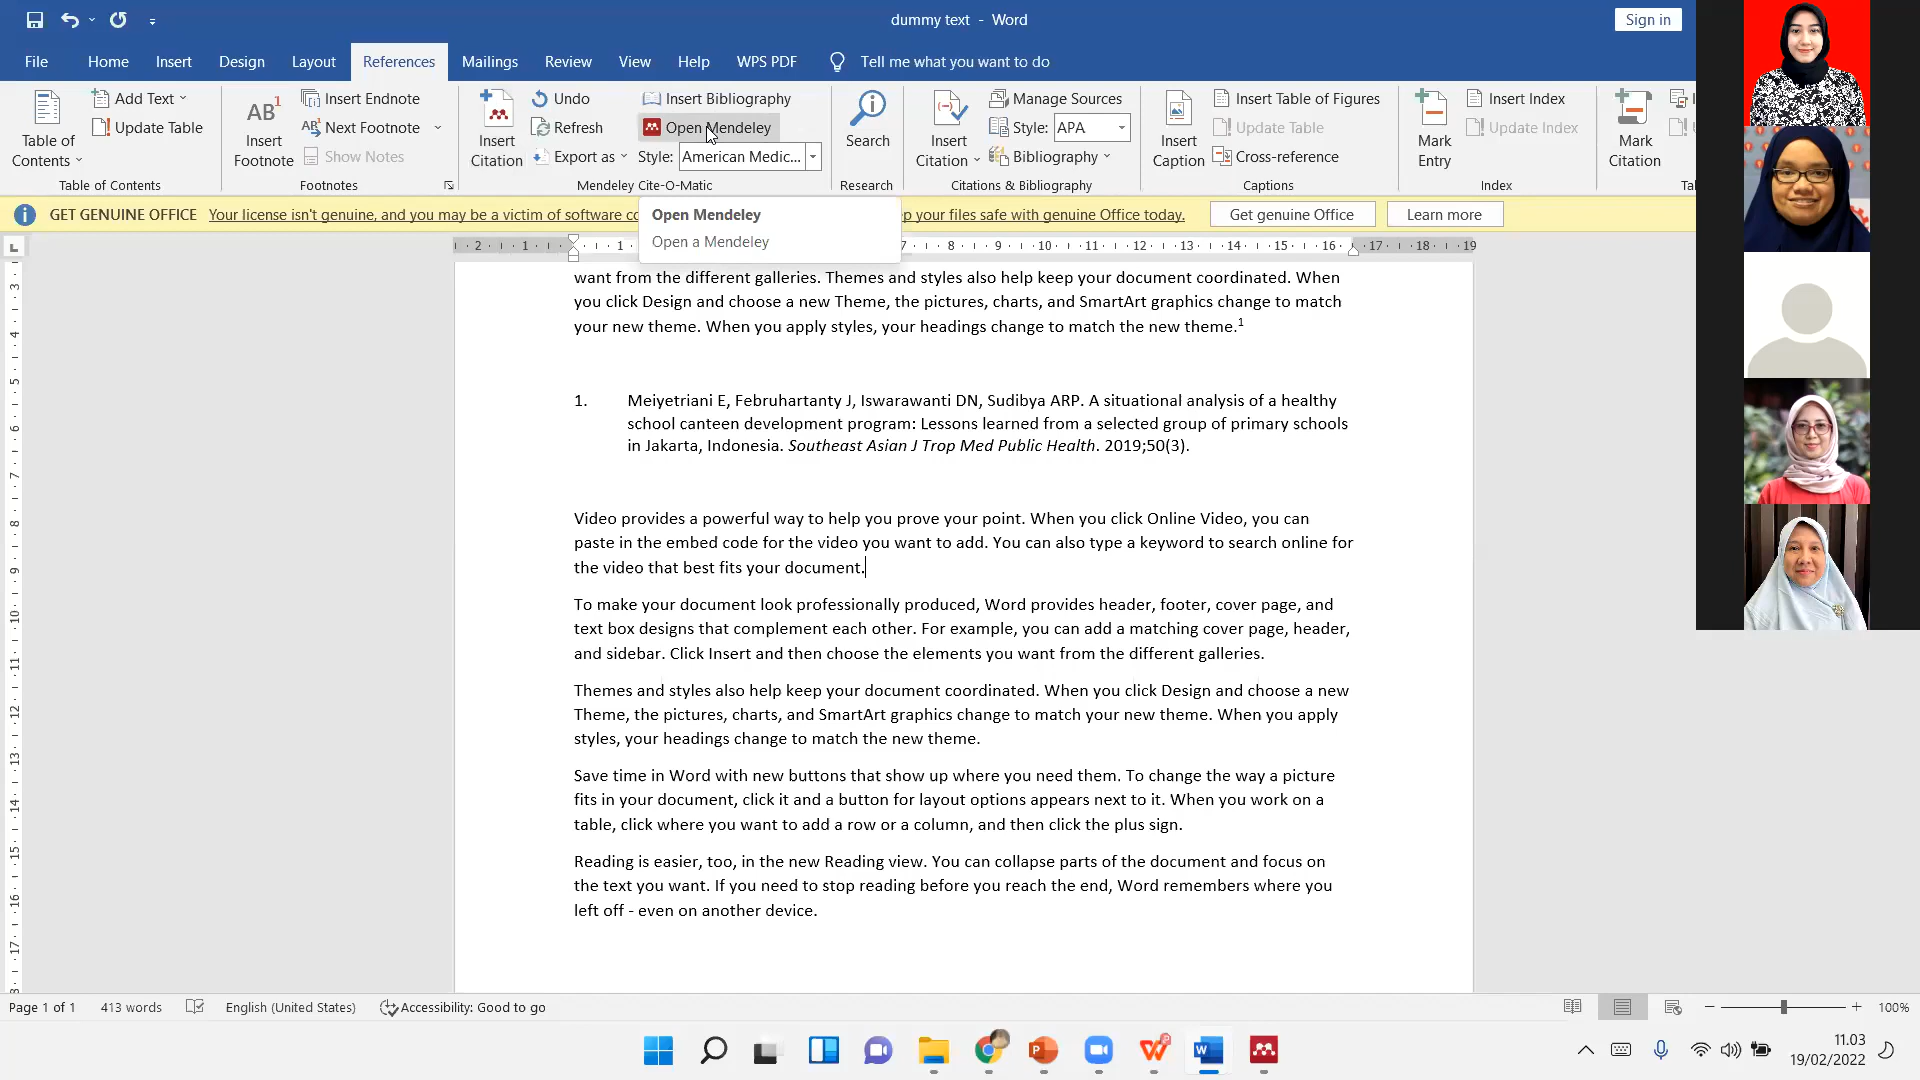 dummy text - Word
Sign in
File Home Insert Design Layout References Mailings Review View Help WPS PDF Tell me what you want to do
Table of Contents
Add Text
Update Table
Table of Contents
AB1
Insert Footnote
Insert Endnote
Next Footnote
Show Notes
Footnotes
Insert Citation
Undo
Refresh
Export as
Insert Bibliography
Open Mendeley
Style: American Medic...
Mendeley Cite-O-Matic
Search
Research
Insert Citation
Manage Sources
Style: APA
Bibliography
Citations & Bibliography
Insert Caption
Insert Table of Figures
Update Table
Cross-reference
Captions
Mark Entry
Insert Index
Update Index
Index
Mark Citation
GET GENUINE OFFICE Your license isn't genuine, and you may be a victim of software
your files safe with genuine Office today. Get genuine Office Learn more
Open Mendeley
Open a Mendeley
want from the different galleries. Themes and styles also help keep your document coordinated. When
you click Design and choose a new Theme, the pictures, charts, and SmartArt graphics change to match
your new theme. When you apply styles, your headings change to match the new theme.1
1. Meiyetriani E, Februhartanty J, Iswarawanti DN, Sudibya ARP. A situational analysis of a healthy
school canteen development program: Lessons learned from a selected group of primary schools
in Jakarta, Indonesia. Southeast Asian J Trop Med Public Health. 2019;50(3).
Video provides a powerful way to help you prove your point. When you click Online Video, you can
paste in the embed code for the video you want to add. You can also type a keyword to search online for
the video that best fits your document.
To make your document look professionally produced, Word provides header, footer, cover page, and
text box designs that complement each other. For example, you can add a matching cover page, header,
and sidebar. Click Insert and then choose the elements you want from the different galleries.
Themes and styles also help keep your document coordinated. When you click Design and choose a new
Theme, the pictures, charts, and SmartArt graphics change to match your new theme. When you apply
styles, your headings change to match the new theme.
Save time in Word with new buttons that show up where you need them. To change the way a picture
fits in your document, click it and a button for layout options appears next to it. When you work on a
table, click where you want to add a row or a column, and then click the plus sign.
Reading is easier, too, in the new Reading view. You can collapse parts of the document and focus on
the text you want. If you need to stop reading before you reach the end, Word remembers where you
left off - even on another device.
Page 1 of 1 413 words English (United States) Accessibility: Good to go 100%
11.03
19/02/2022